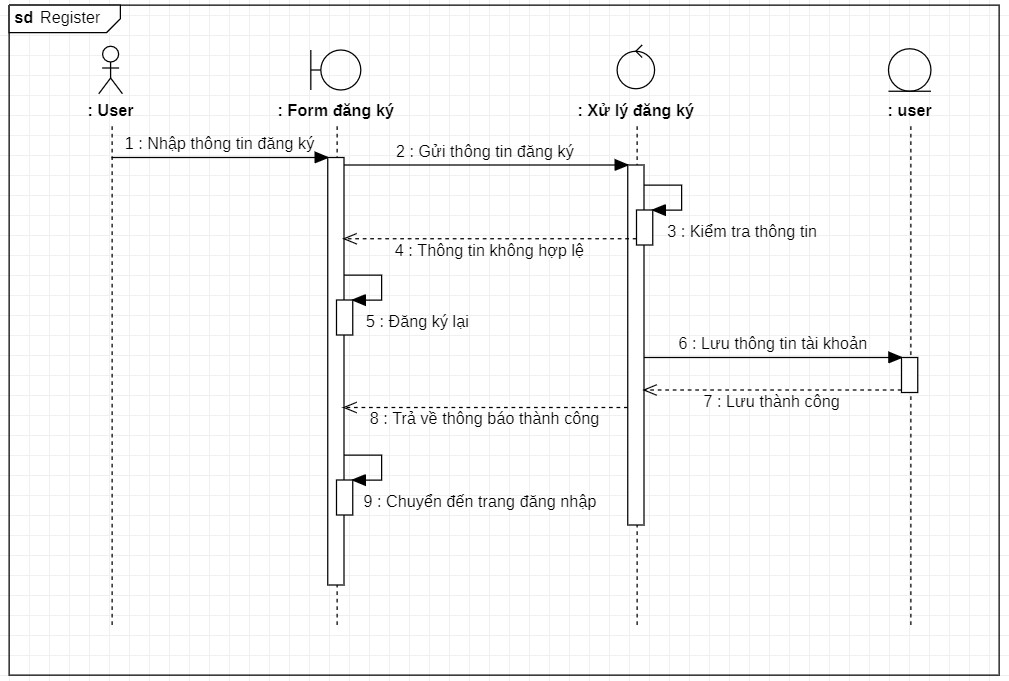 sd Register
: User
: Form đăng ký
: Xử lý đăng ký
: user
1 : Nhập thông tin đăng ký
2 : Gửi thông tin đăng ký
3 : Kiểm tra thông tin
4 : Thông tin không hợp lệ
5 : Đăng ký lại
6 : Lưu thông tin tài khoản
7 : Lưu thành công
8 : Trả về thông báo thành công
9 : Chuyển đến trang đăng nhập